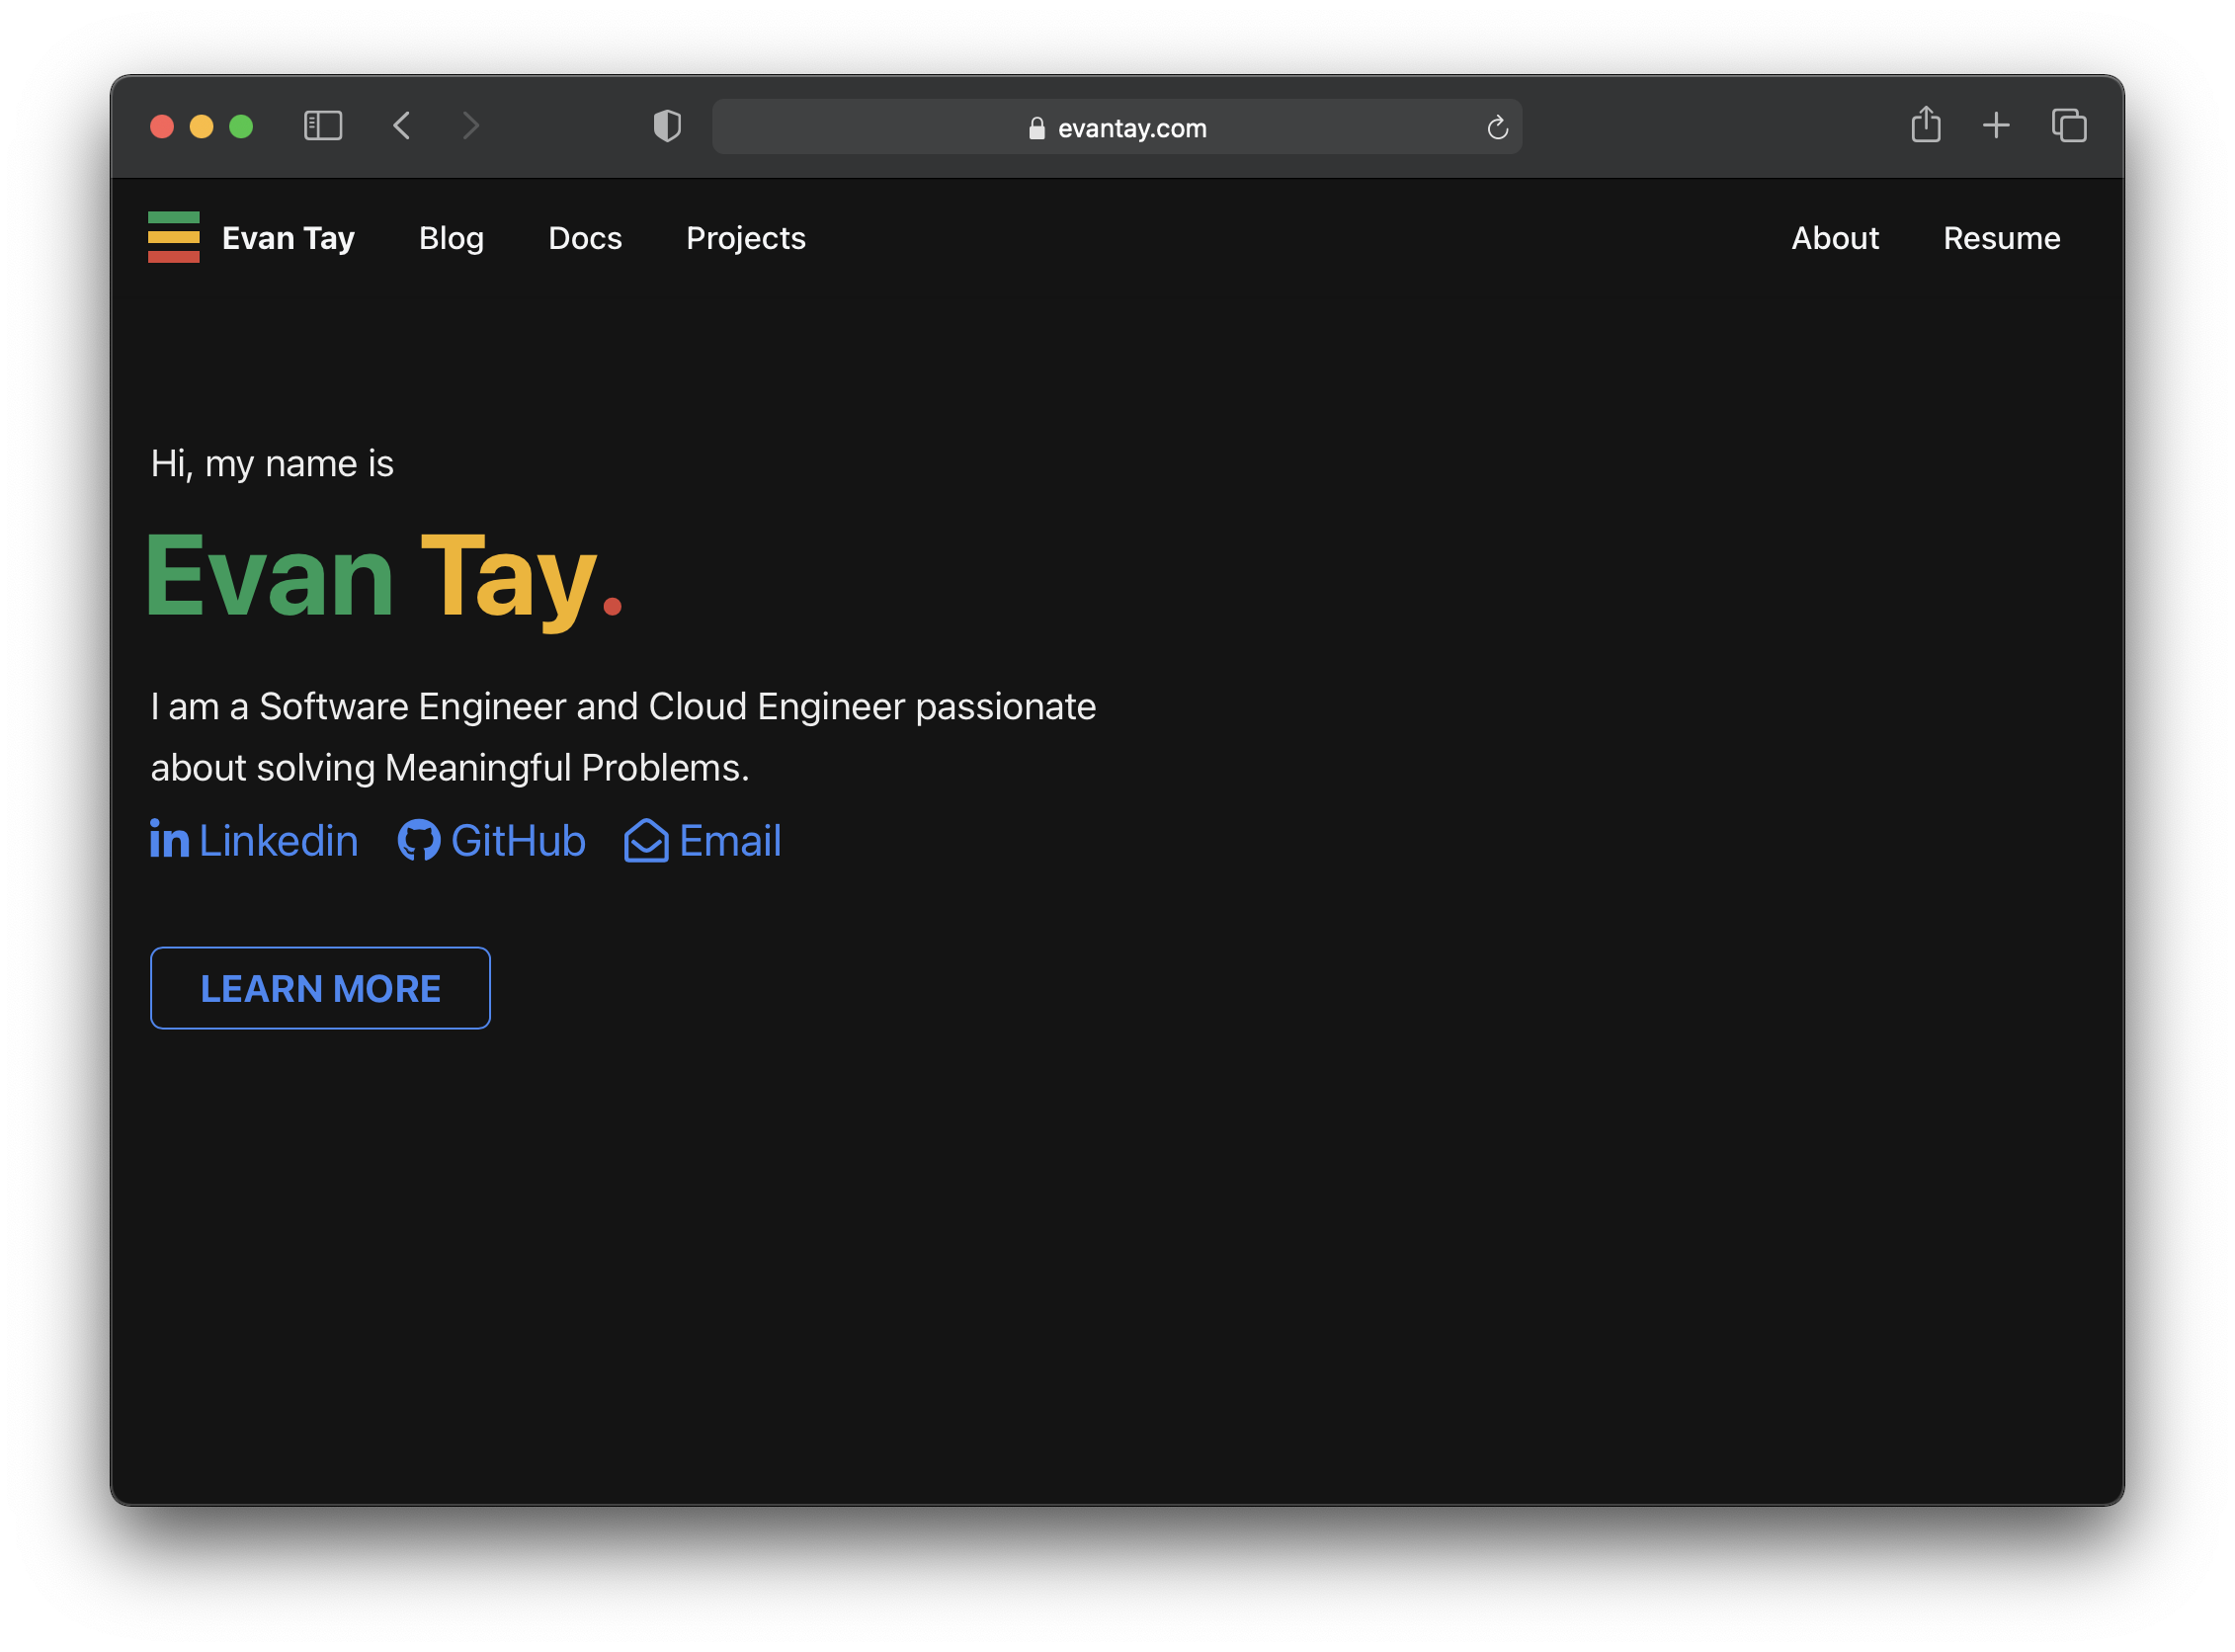 evantay.com
Evan Tay Blog Docs Projects About Resume
Hi, my name is
Evan Tay.
I am a Software Engineer and Cloud Engineer passionate
about solving Meaningful Problems.
in Linkedin GitHub Email
LEARN MORE